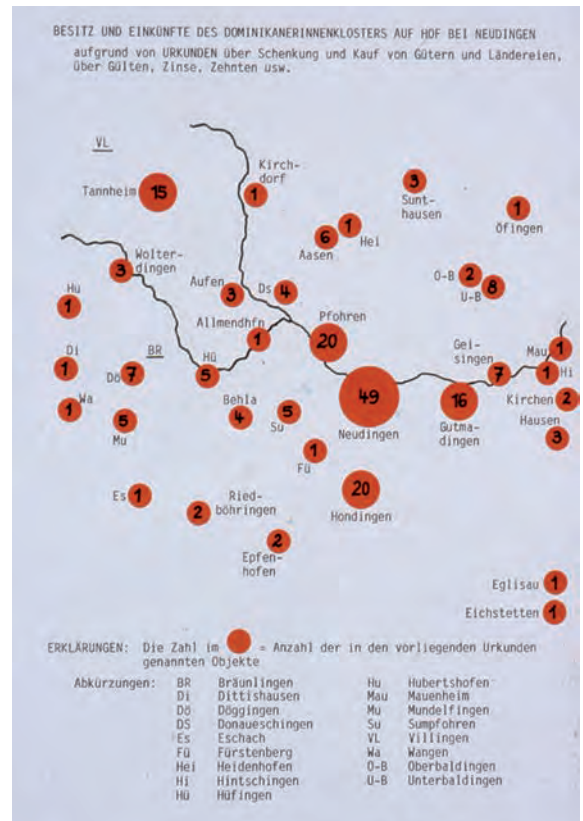 BESITZ UND EINKÜNFTE DES DOMINIKANERINNENKLOSTERS AUF HOF BEI NEUDINGEN
aufgrund von URKUNDEN über Schenkung und Kauf von Gütern und Ländereien,
über Gülten, Zinse, Zehnten usw.
VL
Kirch-
dorf
1
Tannheim 15
3
Sunt-
hausen
1
Öfingen
6
Aasen
1
Hei
Wolter-
dingen
3
O-B 2
U-B 8
Hü
1
Aufen
3
Ds 4
Allmendhfn
1
Pfohren
20
Gei-
singen
7
Mau 1
1 Hi
Di
1
BR
Dö 7
Hü
5
Wa
1
Mu
5
Behla
4
Su
5
49
Neudingen
16
Gutma-
dingen
Kirchen 2
Hausen
3
Fü
1
Es 1
2
Ried-
böhringen
20
Hondingen
2
Epfen-
hofen
Eglisau 1
Eichstetten 1
ERKLÄRUNGEN: Die Zahl im = Anzahl der in den vorliegenden Urkunden
genannten Objekte
Abkürzungen: BR Bräunlingen Hu Hubertshofen
Di Dittishausen Mau Mauenheim
Dö Döggingen Mu Mundelfingen
DS Donaueschingen Su Sumpfohren
Es Eschach VL Villingen
Fü Fürstenberg Wa Wangen
Hei Heidenhofen O-B Oberbaldingen
Hi Hintschingen U-B Unterbaldingen
Hü Hüfingen